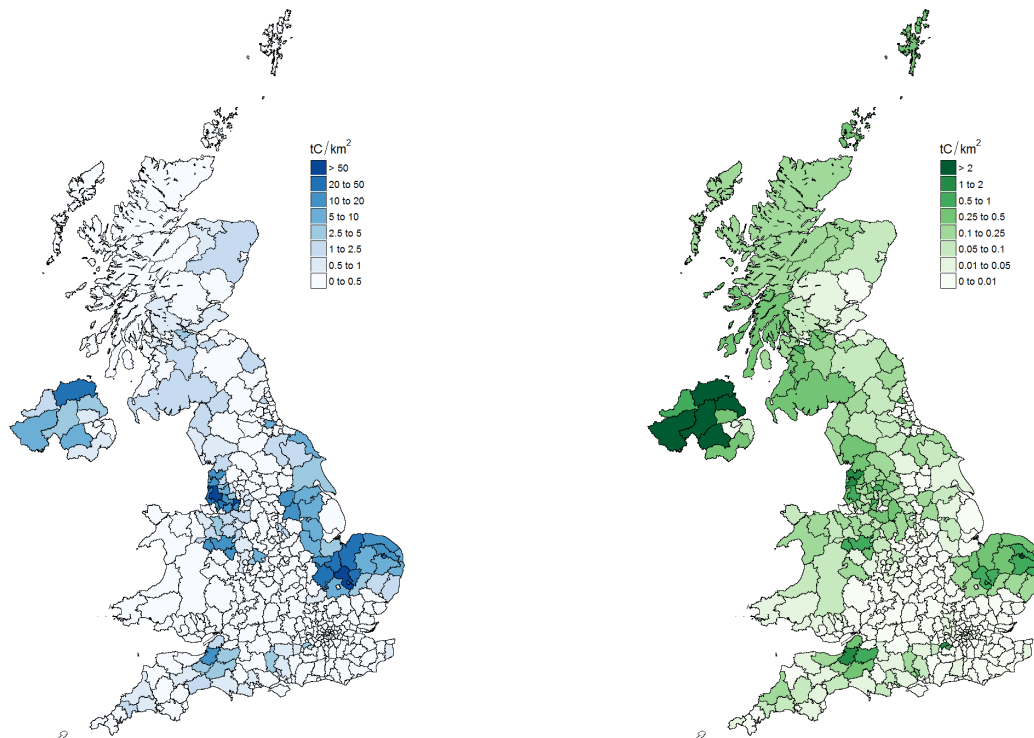 tC/km²
> 50
20 to 50
10 to 20
5 to 10
2.5 to 5
1 to 2.5
0.5 to 1
0 to 0.5
tC/km²
> 2
1 to 2
0.5 to 1
0.25 to 0.5
0.1 to 0.25
0.05 to 0.1
0.01 to 0.05
0 to 0.01